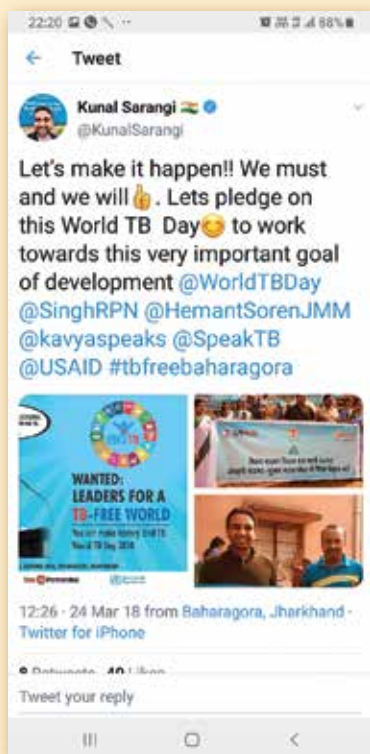 22:20
88%
Tweet
Kunal Sarangi
@KunalSarangi
Let's make it happen!! We must
and we will👍. Lets pledge on
this World TB Day😊 to work
towards this very important goal
of development @WorldTBDay
@SinghRPN @HemantSorenJMM
@kavyaspeaks @SpeakTB
@USAID #tbfreebaharagora
WANTED:
LEADERS FOR A
TB-FREE WORLD
12:26 · 24 Mar 18 from Baharagora, Jharkhand ·
Twitter for iPhone
Tweet your reply